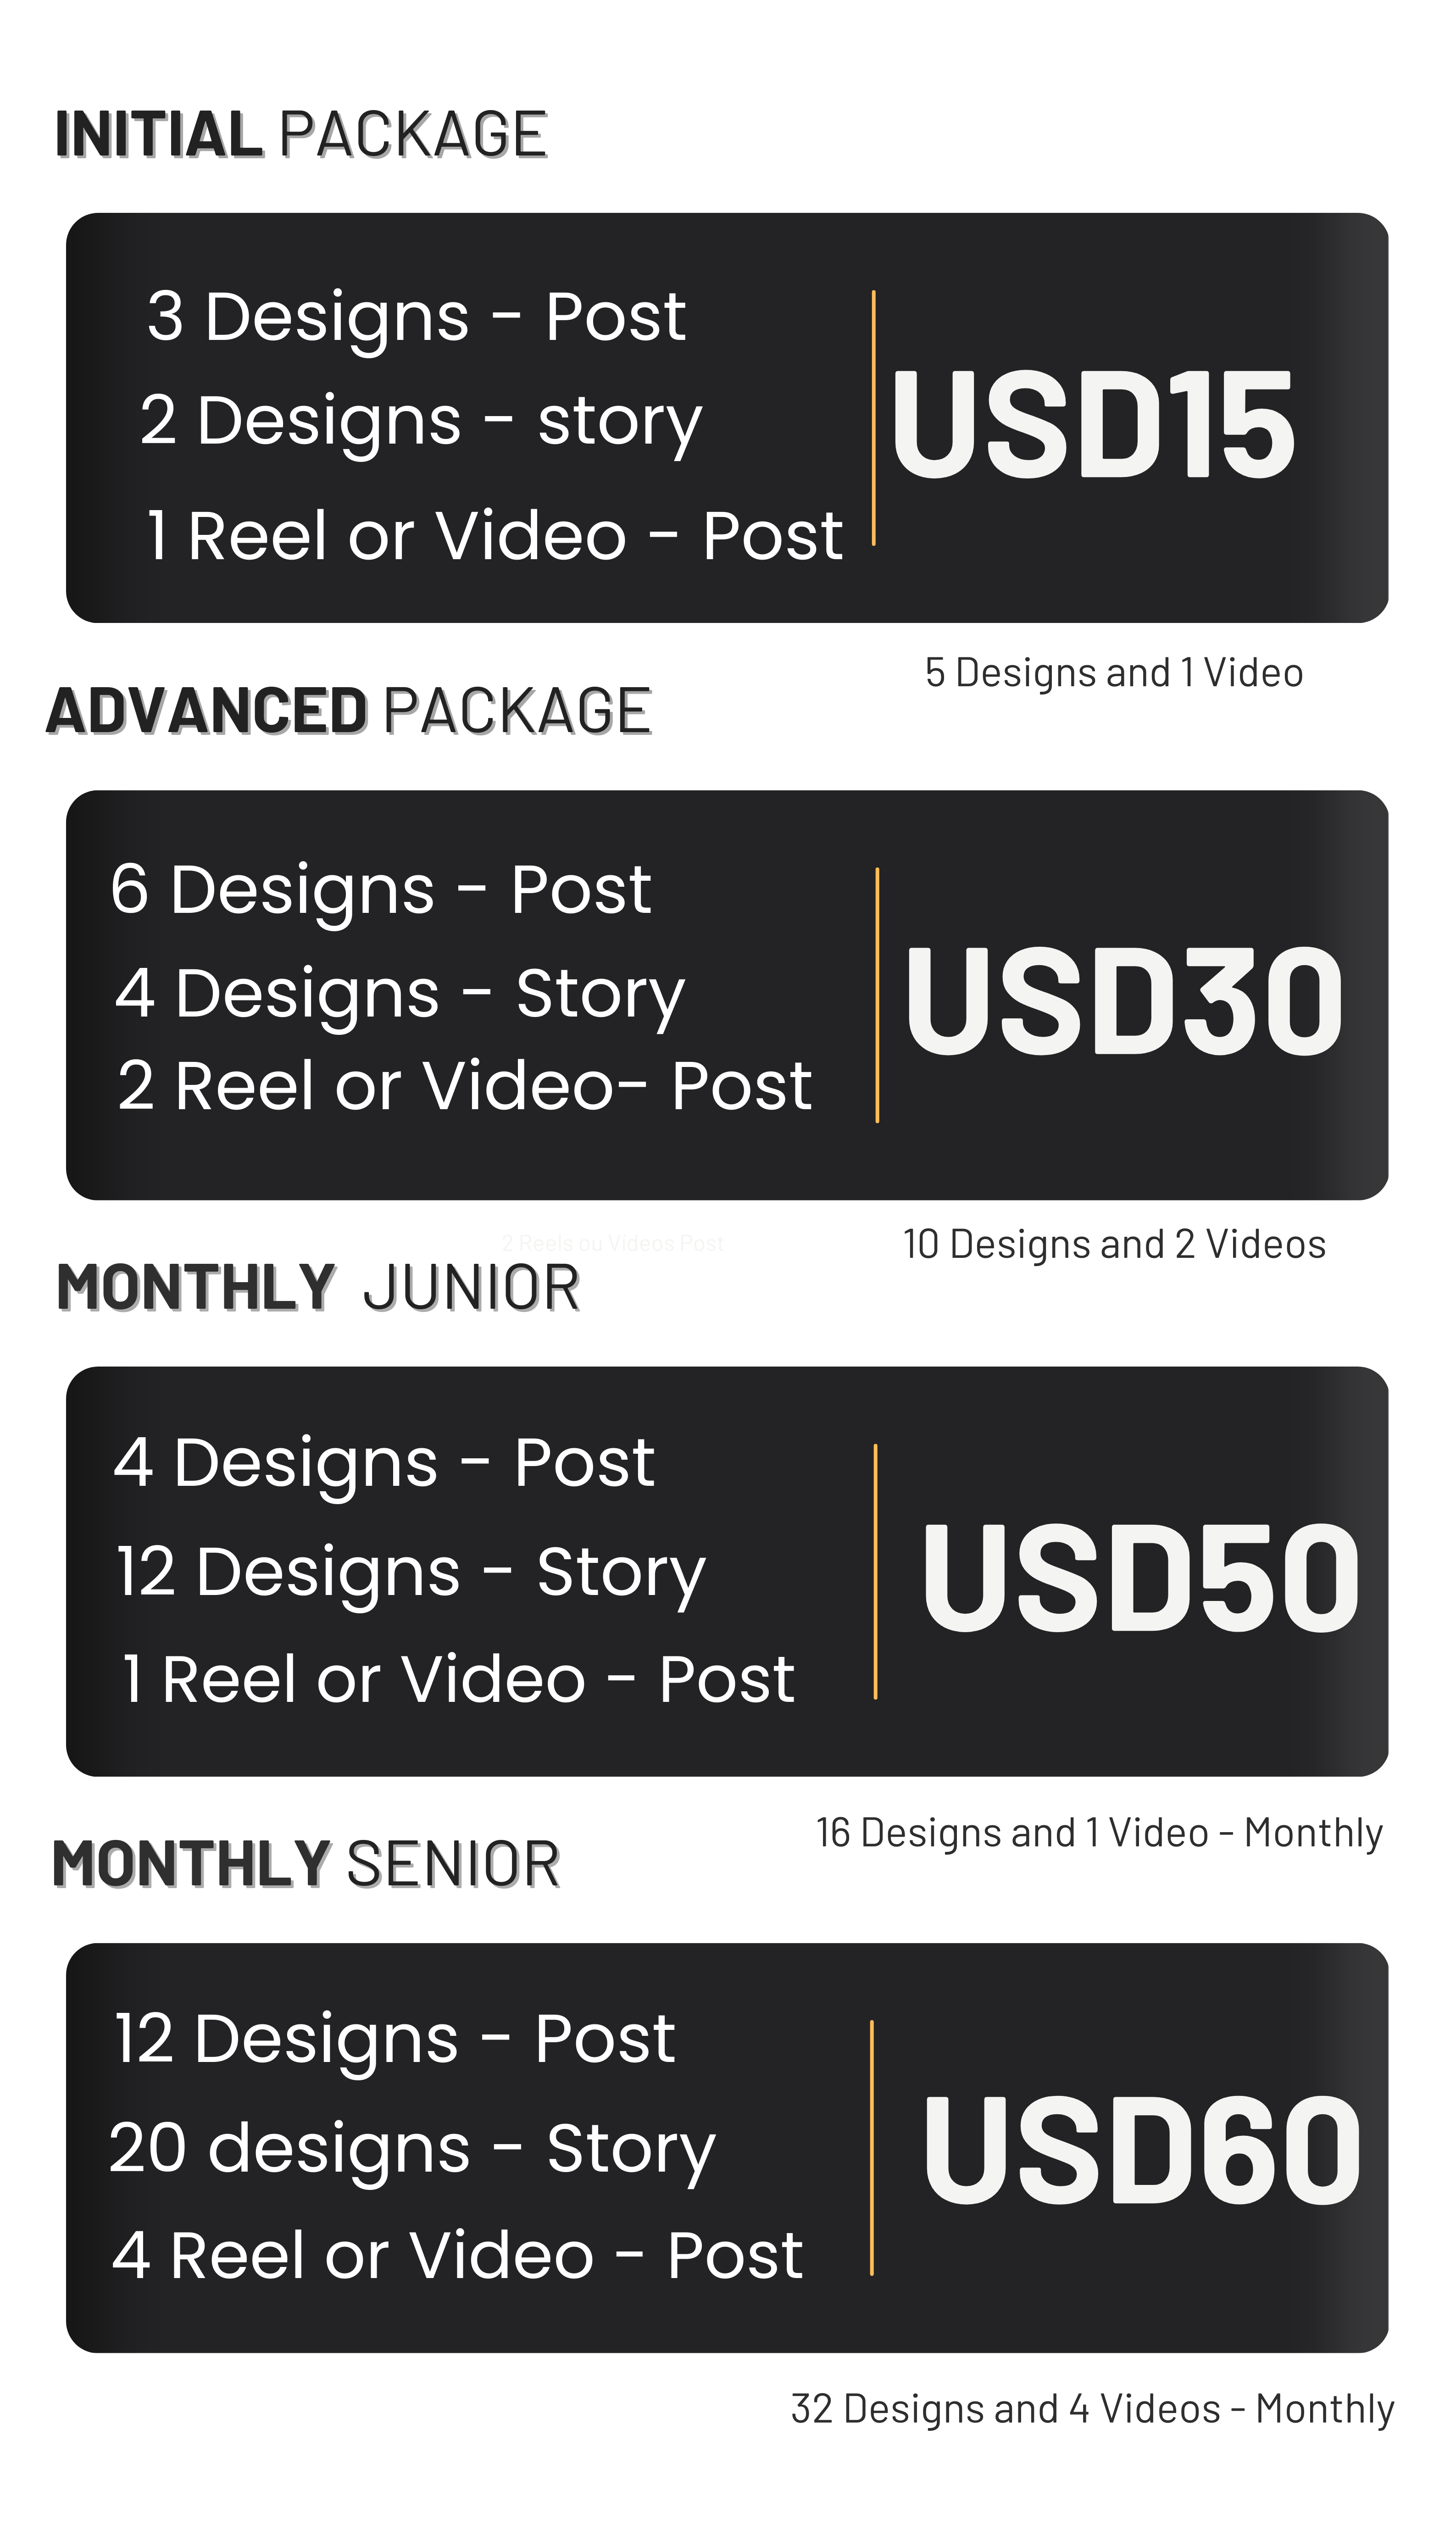 INITIAL PACKAGE
3 Designs - Post
2 Designs - story
1 Reel or Video - Post
USD15
5 Designs and 1 Video
ADVANCED PACKAGE
6 Designs - Post
4 Designs - Story
2 Reel or Video- Post
USD30
10 Designs and 2 Videos
2 Reels ou Vídeos Post
MONTHLY JUNIOR
4 Designs - Post
12 Designs - Story
1 Reel or Video - Post
USD50
16 Designs and 1 Video - Monthly
MONTHLY SENIOR
12 Designs - Post
20 designs - Story
4 Reel or Video - Post
USD60
32 Designs and 4 Videos - Monthly